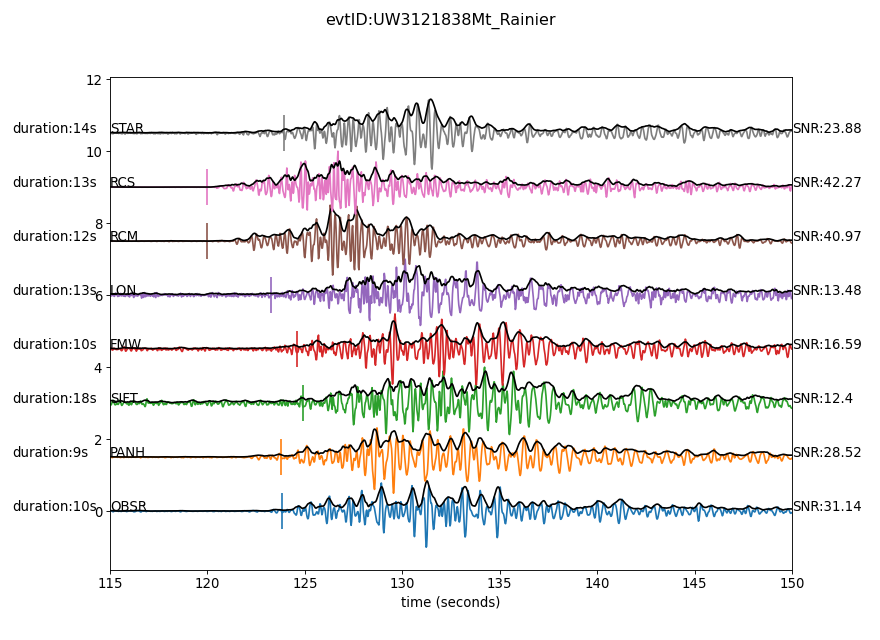 evtID:UW3121838Mt_Rainier
12
duration:14s STAR SNR:23.88
10
duration:13s RCS SNR:42.27
8
duration:12s RCM SNR:40.97
duration:13s LON SNR:13.48
6
duration:10s FMW SNR:16.59
4
duration:18s SIFT SNR:12.4
2
duration:9s PANH SNR:28.52
duration:10s OBSR SNR:31.14
0
115 120 125 130 135 140 145 150
time (seconds)